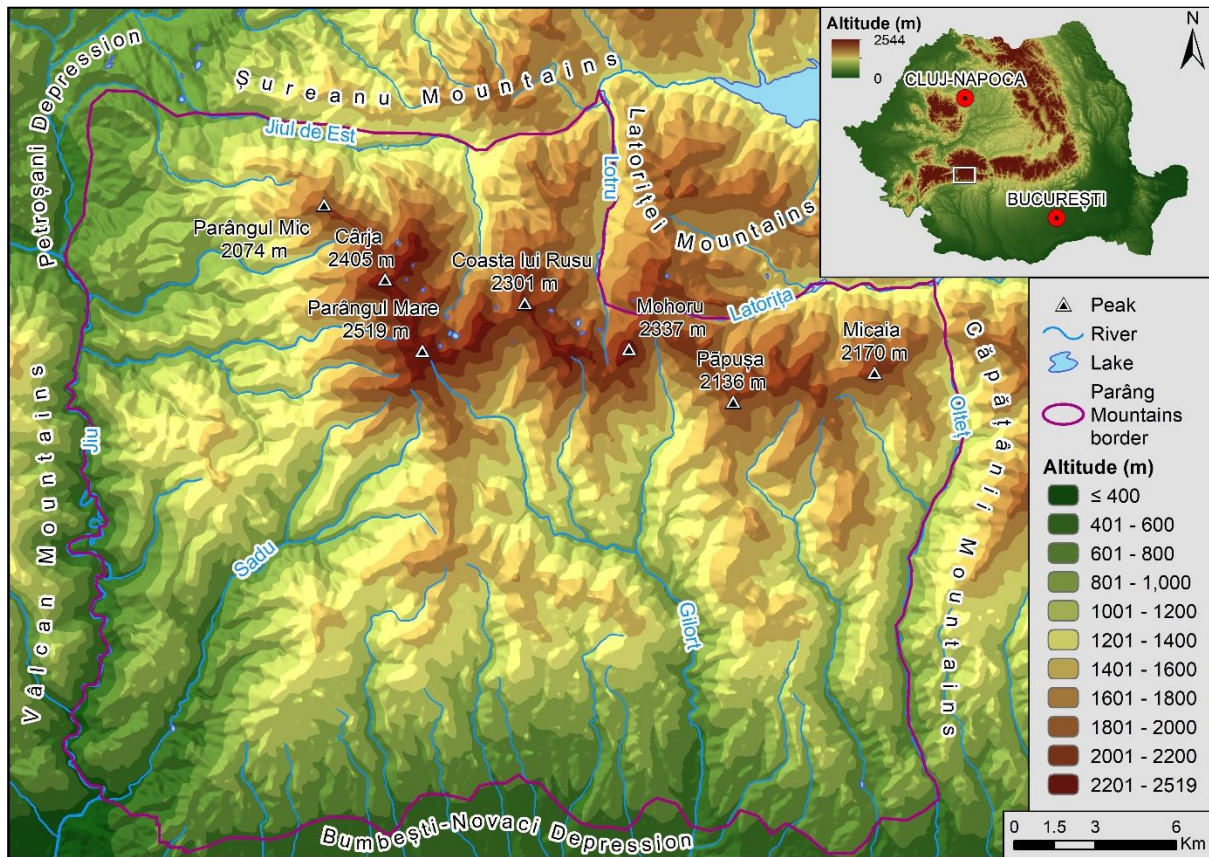 Petroșani Depression
Șureanu Mountains
Jiul de Est
Lotru
Latoriței Mountains
Parângul Mic
2074 m
Cârja
2405 m
Coasta lui Rusu
2301 m
Parângul Mare
2519 m
Mohoru
2337 m
Latorița
Păpușa
2136 m
Micaia
2170 m
Căpățânii Mountains
Olteț
Vâlcan Mountains
Jiu
Sadu
Gilort
Bumbești-Novaci Depression
Altitude (m)
2544
0
CLUJ-NAPOCA
BUCUREȘTI
N
Peak
River
Lake
Parâng
Mountains
border
Altitude (m)
≤ 400
401 - 600
601 - 800
801 - 1,000
1001 - 1200
1201 - 1400
1401 - 1600
1601 - 1800
1801 - 2000
2001 - 2200
2201 - 2519
0 1.5 3 6
Km